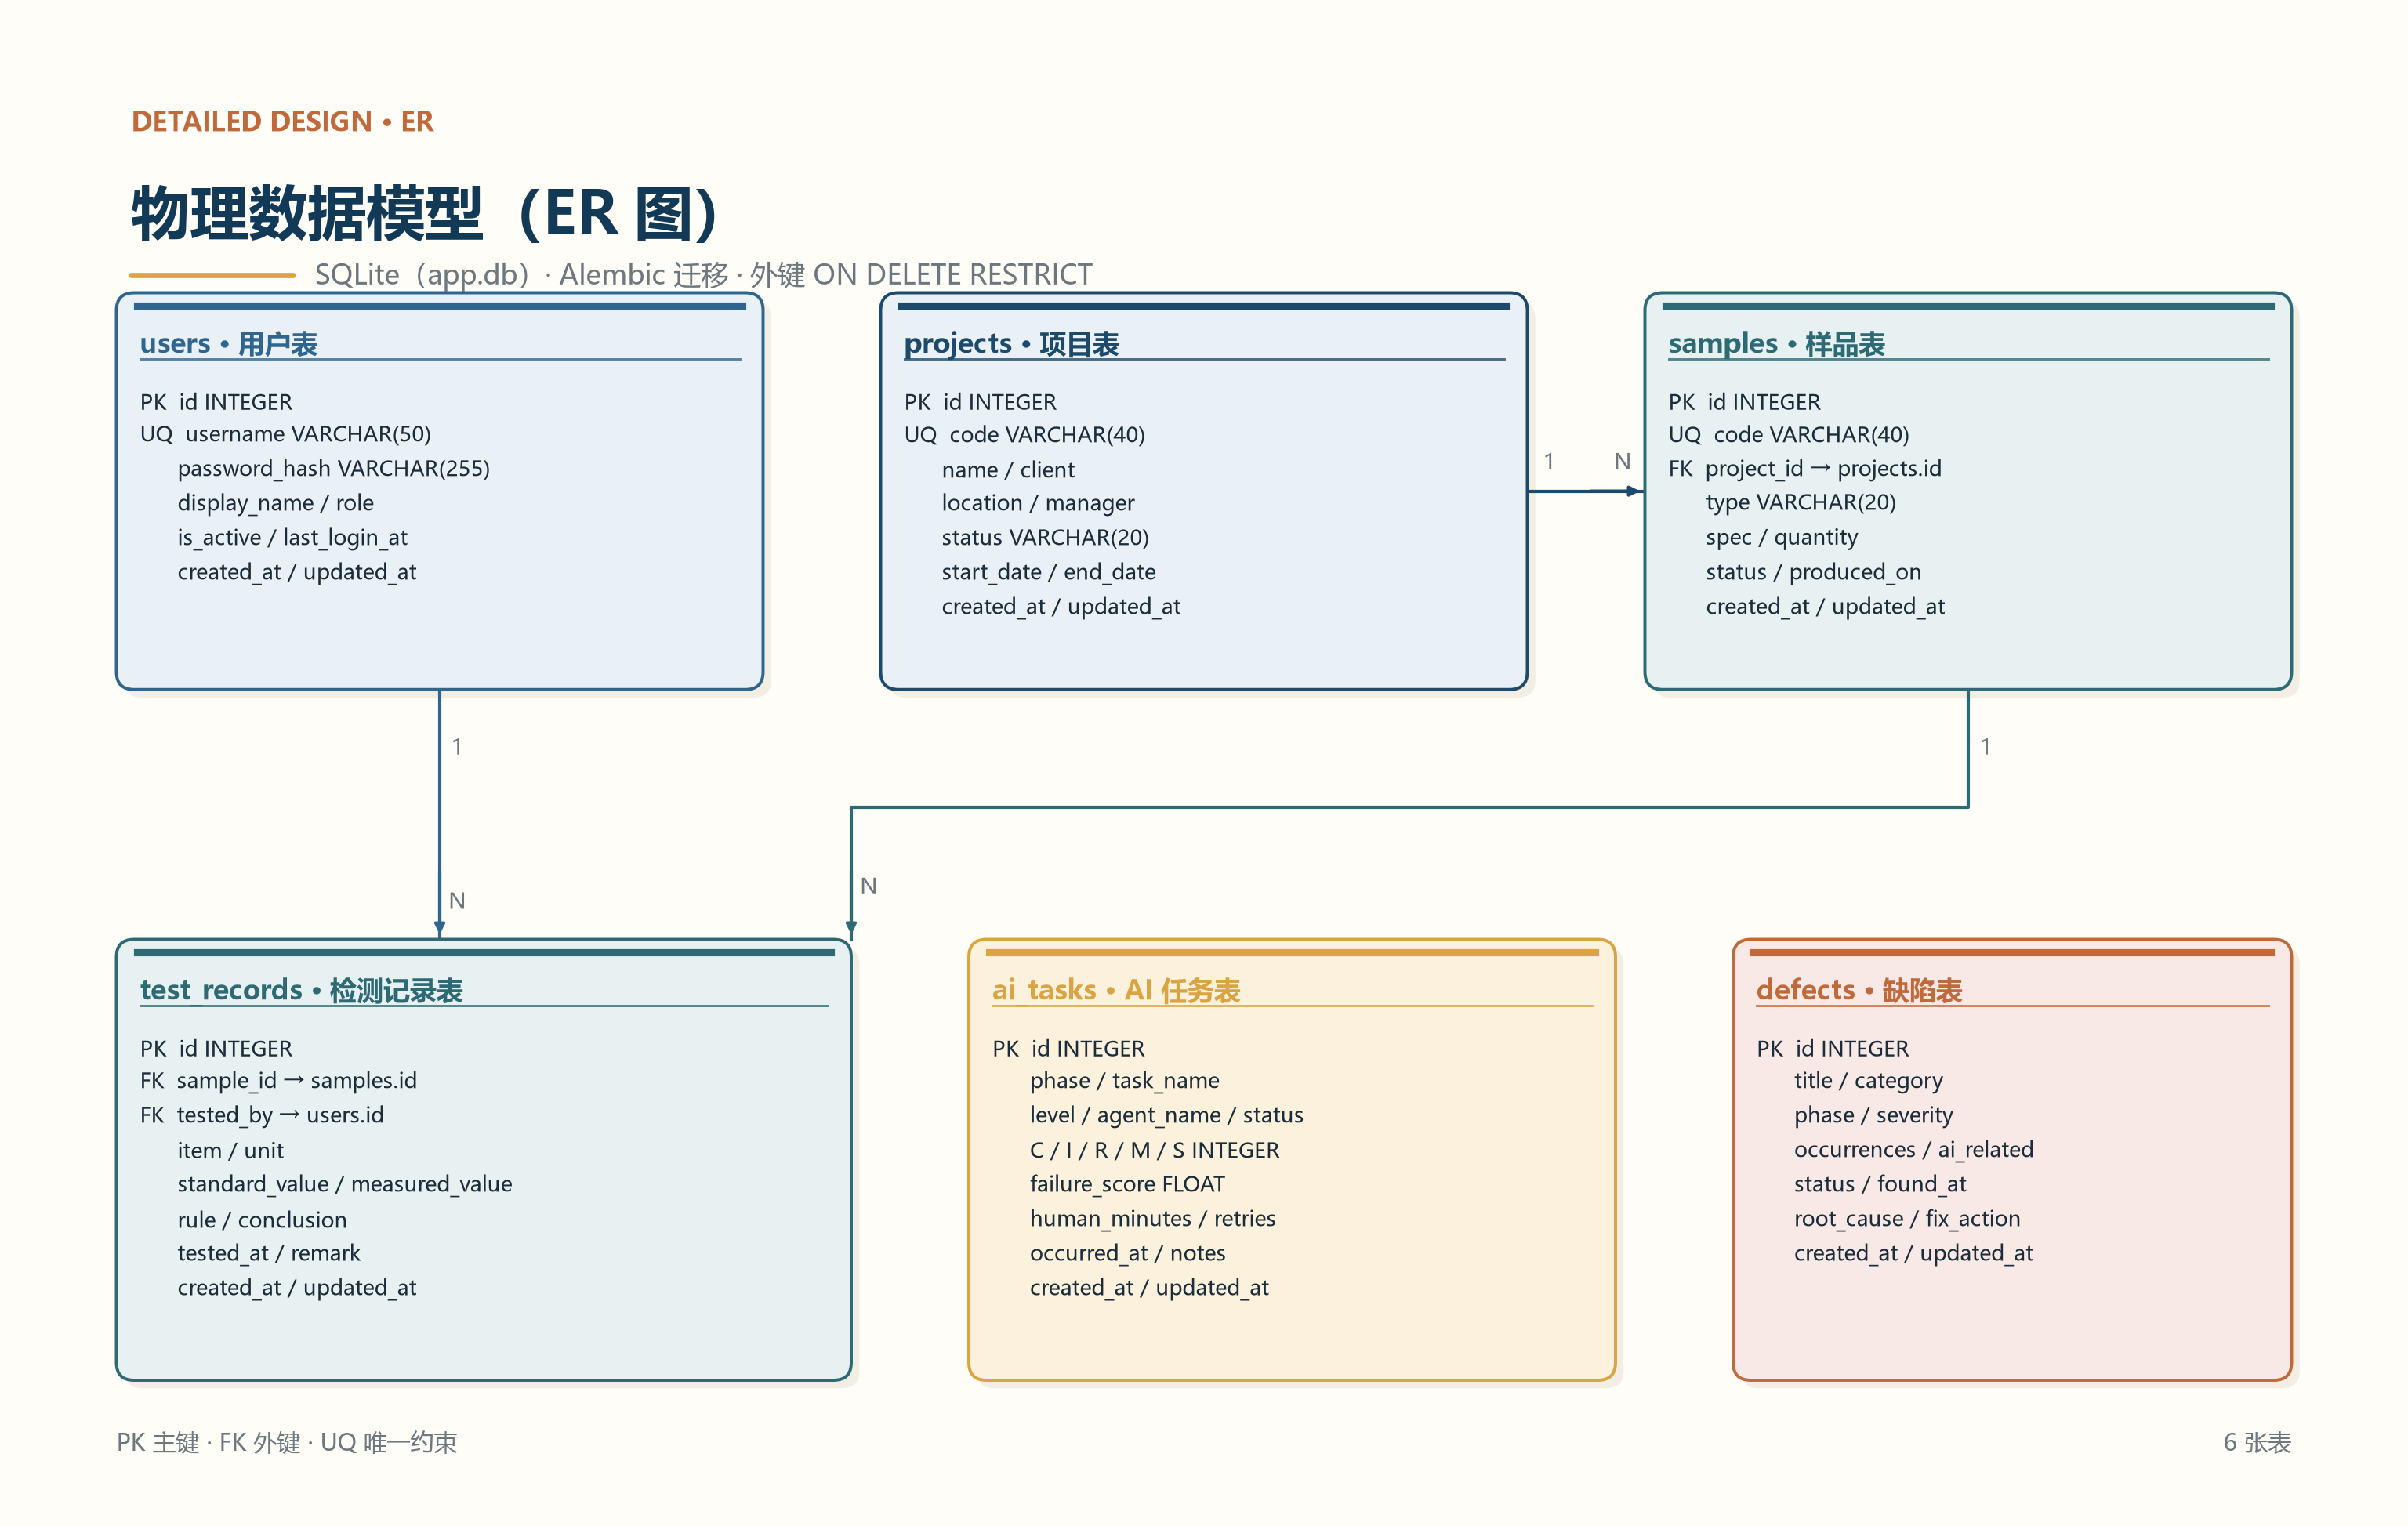 DETAILED DESIGN • ER
物理数据模型（ER 图）
SQLite（app.db）· Alembic 迁移 · 外键 ON DELETE RESTRICT
users • 用户表
PK id INTEGER
UQ username VARCHAR(50)
password_hash VARCHAR(255)
display_name / role
is_active / last_login_at
created_at / updated_at
projects • 项目表
PK id INTEGER
UQ code VARCHAR(40)
name / client
location / manager
status VARCHAR(20)
start_date / end_date
created_at / updated_at
1 N
samples • 样品表
PK id INTEGER
UQ code VARCHAR(40)
FK project_id → projects.id
type VARCHAR(20)
spec / quantity
status / produced_on
created_at / updated_at
1
1
N
N
test_records • 检测记录表
PK id INTEGER
FK sample_id → samples.id
FK tested_by → users.id
item / unit
standard_value / measured_value
rule / conclusion
tested_at / remark
created_at / updated_at
ai_tasks • AI 任务表
PK id INTEGER
phase / task_name
level / agent_name / status
C / I / R / M / S INTEGER
failure_score FLOAT
human_minutes / retries
occurred_at / notes
created_at / updated_at
defects • 缺陷表
PK id INTEGER
title / category
phase / severity
occurrences / ai_related
status / found_at
root_cause / fix_action
created_at / updated_at
PK 主键 · FK 外键 · UQ 唯一约束
6 张表